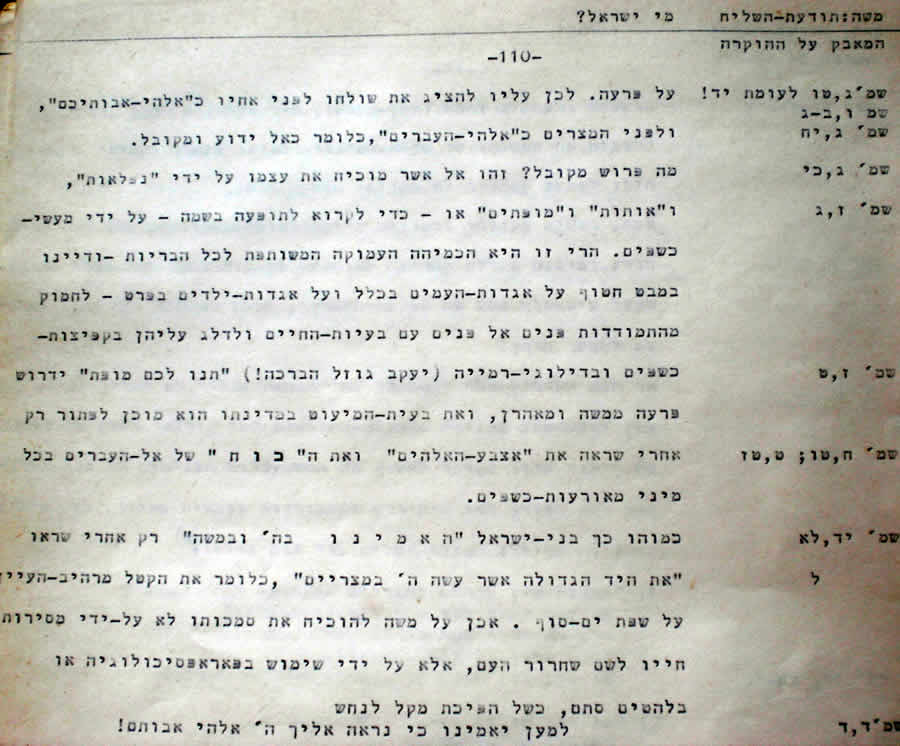 משה:תודעת-השליח מי ישראל?
המאבק על ההוקרה
-110-
שמ´ג,טו לעומת יד! על פרעה. לכן עליו להציג את שולחו לפני אחיו כ"אלהי-אבותיכם",
שמ ו,ב-ג
שמ´ ג,יח ולפני המצרים כ"אלהי-העברים",כלומר כאל ידוע ומקובל.
שמ´ ג,כי מה פרוש מקובל? זהו אל אשר מוכיח את עצמו על ידי "נפלאות",
שמ´ ז,ג ו"אותות" ו"מופתים" או - כדי לקרוא לתופעה בשמה - על ידי מעשי-
כשפים. הרי זו היא הכמיהה העמוקה המשותפת לכל הבריות -ודיינו
במבט חטוף על אגדות-העמים בכלל ועל אגדות-ילדים בפרט - לחמוק
מהתמודדות פנים אל פנים עם בעיות-החיים ולדלג עליהן בקפיצות-
שמ´ ז,ט כשפים ובדילוגי-רמייה (יעקב גוזל הברכה!) "תנו לכם מופת" ידרוש
פרעה ממשה ומאהרן, ואת בעית-המיעוט במדינתו הוא מוכן לפתור רק
שמ´ ח,טו; ט,טז אחרי שראה את "אצבע-האלהים" ואת ה" כ ו ח " של אל-העברים בכל
מיני מאורעות-כשפים.
שמ´ יד,לא כמוהו כך בני-ישראל "ה א מ י נ ו בה´ ובמשה" רק אחרי שראו
ל "את היד הגדולה אשר עשה ה´ במצריים" ,כלומר את הקטל מרהיב-העיין
על שפת ים-סוף . אכן על משה להוכיח את סמכותו לא על-ידי מסירות
חייו לשם שחרור העם, אלא על ידי שימוש בפאראפסיכולוגיה או
בלהטים סתם, כשל הפיכת מקל לנחש
שמ´ד,ד למען יאמינו כי נראה אליך ה´ אלהי אבותם!